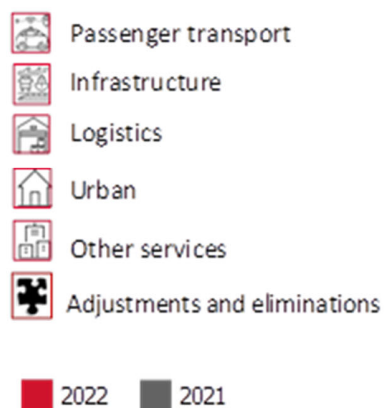 Passenger transport
Infrastructure
Logistics
Urban
Other services
Adjustments and eliminations
2022 2021